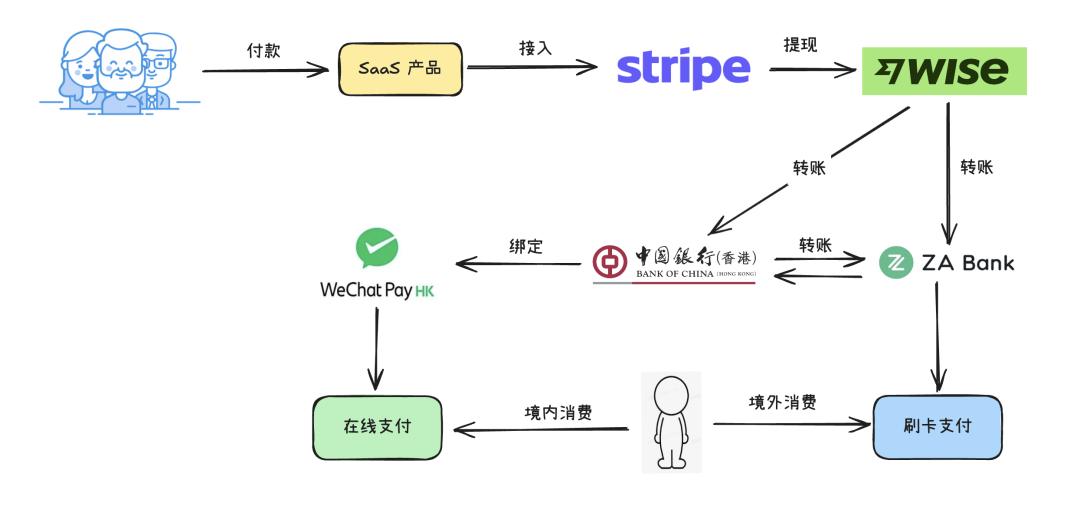 付款
SaaS 产品
接入
stripe
提现
WISE
转账
转账
中國銀行(香港)
BANK OF CHINA (HONG KONG)
转账
ZA Bank
绑定
WeChat Pay HK
在线支付
境内消费
境外消费
刷卡支付